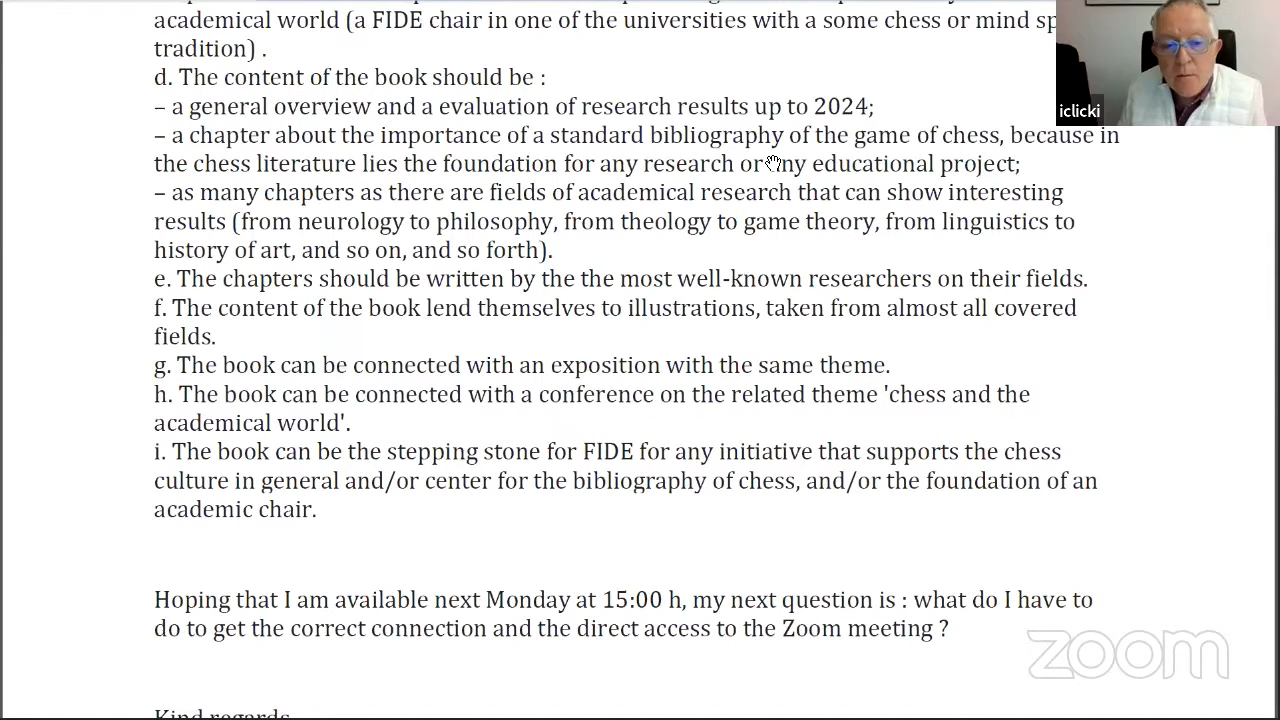 academical world (a FIDE chair in one of the universities with a some chess or mind sp
tradition) .
d. The content of the book should be :
– a general overview and a evaluation of research results up to 2024;
– a chapter about the importance of a standard bibliography of the game of chess, because in
the chess literature lies the foundation for any research or any educational project;
– as many chapters as there are fields of academical research that can show interesting
results (from neurology to philosophy, from theology to game theory, from linguistics to
history of art, and so on, and so forth).
e. The chapters should be written by the the most well-known researchers on their fields.
f. The content of the book lend themselves to illustrations, taken from almost all covered
fields.
g. The book can be connected with an exposition with the same theme.
h. The book can be connected with a conference on the related theme 'chess and the
academical world'.
i. The book can be the stepping stone for FIDE for any initiative that supports the chess
culture in general and/or center for the bibliography of chess, and/or the foundation of an
academic chair.
Hoping that I am available next Monday at 15:00 h, my next question is : what do I have to
do to get the correct connection and the direct access to the Zoom meeting ?
Kind regards
iclicki
zoom